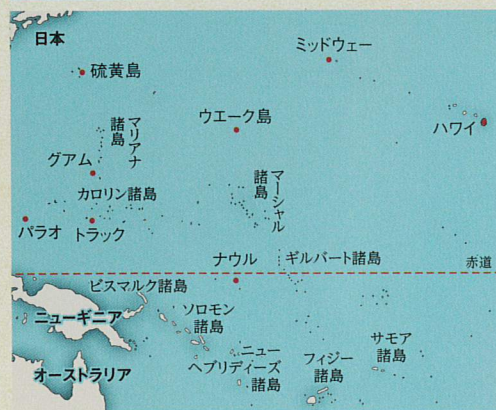 日本
ミッドウェー
硫黄島
ハワイ
ウエーク島
マリアナ
諸島
グアム
カロリン諸島
マーシャル
諸島
パラオ
トラック
ナウル
ギルバート諸島
赤道
ビスマルク諸島
ニューギニア
ソロモン
諸島
サモア
諸島
ニュー
ヘブリディーズ
諸島
フィジー
諸島
オーストラリア